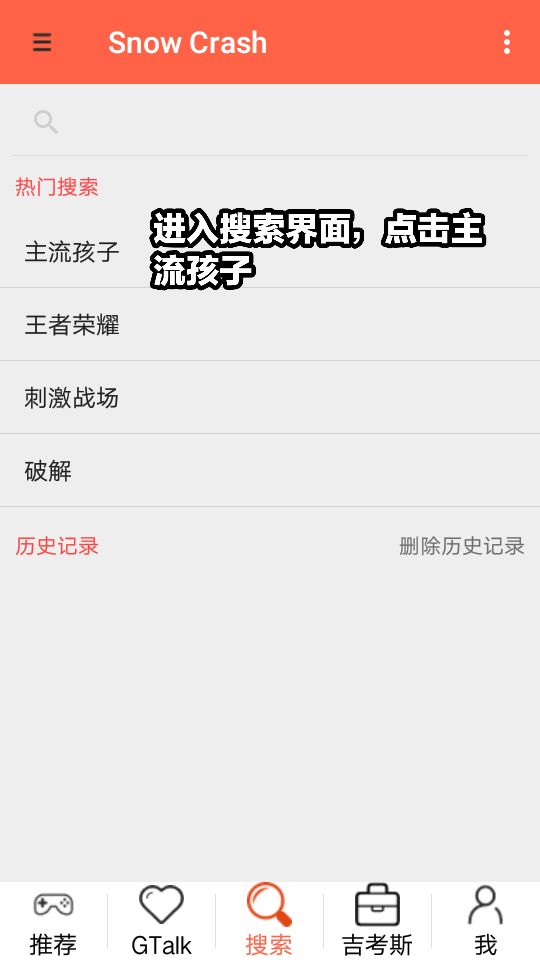 Snow Crash
热门搜索
主流孩子
进入搜索界面，点击主
流孩子
王者荣耀
刺激战场
破解
历史记录 删除历史记录
推荐 GTalk 搜索 吉考斯 我